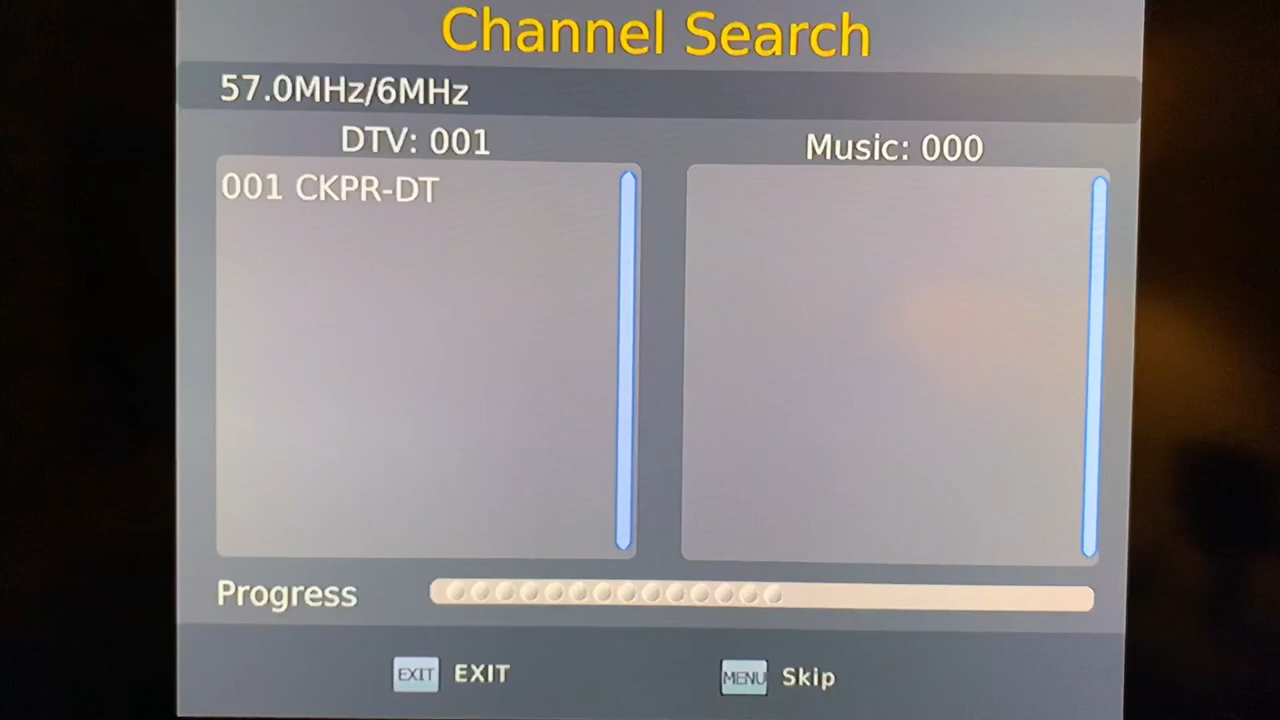 Channel Search
57.0MHz/6MHz
DTV: 001
Music: 000
001 CKPR-DT
Progress
EXIT EXIT
MENU Skip